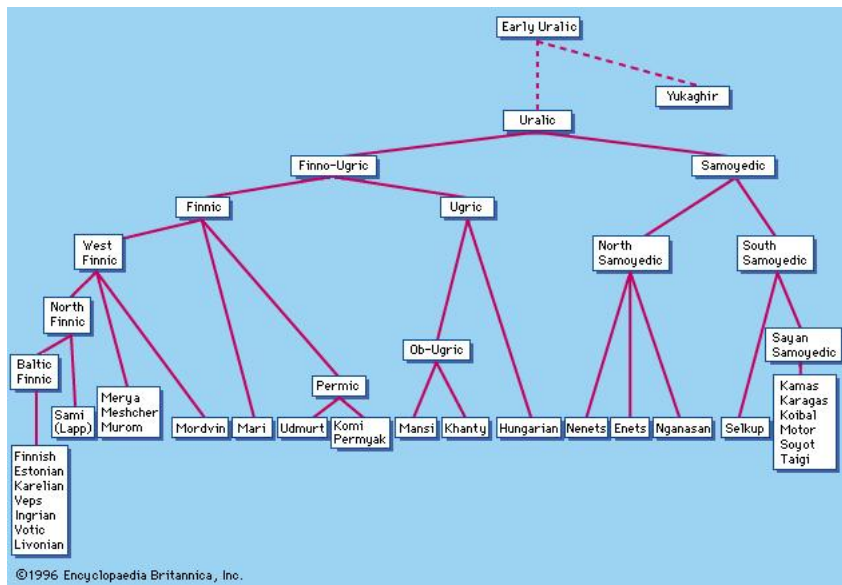 Early Uralic
Yukaghir
Uralic
Finno-Ugric
Samoyedic
Finnic
Ugric
West
Finnic
North
Samoyedic
South
Samoyedic
North
Finnic
Baltic
Finnic
Ob-Ugric
Sayan
Samoyedic
Permic
Sami
(Lapp)
Merya
Meshcher
Murom
Mordvin
Mari
Udmurt
Komi
Permyak
Mansi
Khanty
Hungarian
Nenets
Enets
Nganasan
Selkup
Kamas
Karagas
Koibal
Motor
Soyot
Taigi
Finnish
Estonian
Karelian
Veps
Ingrian
Votic
Livonian
©1996 Encyclopaedia Britannica, Inc.